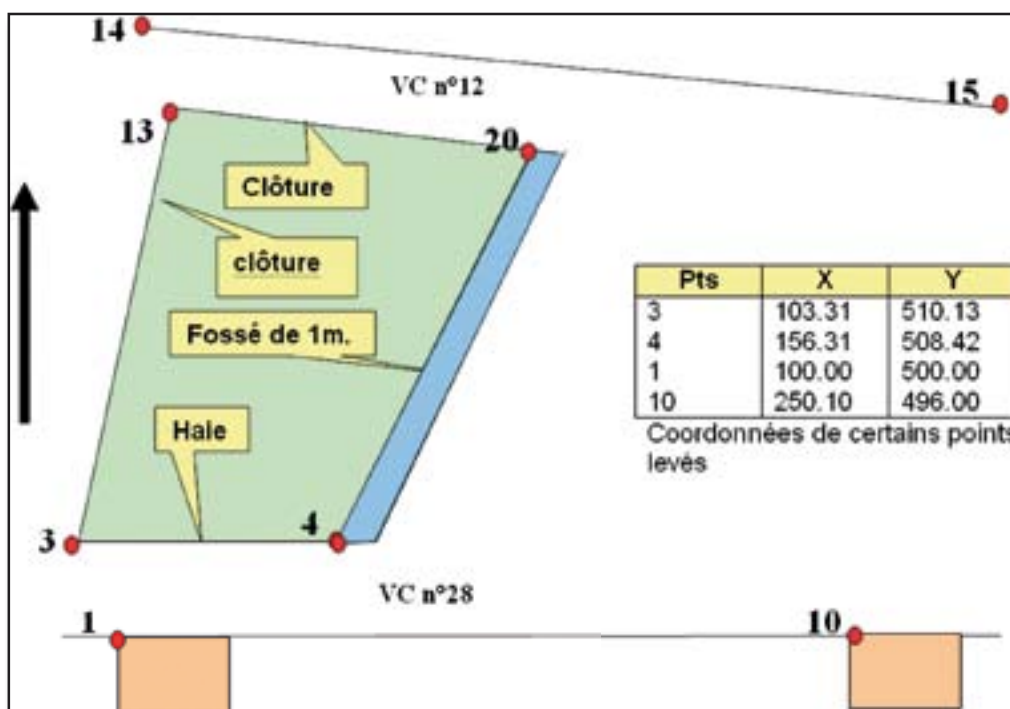 14
VC n°12
15
13
20
Clôture
clôture
Fossé de 1m.
Haie
3
4
Pts X Y
3 103.31 510.13
4 156.31 508.42
1 100.00 500.00
10 250.10 496.00
Coordonnées de certains points
levés
VC n°28
1
10